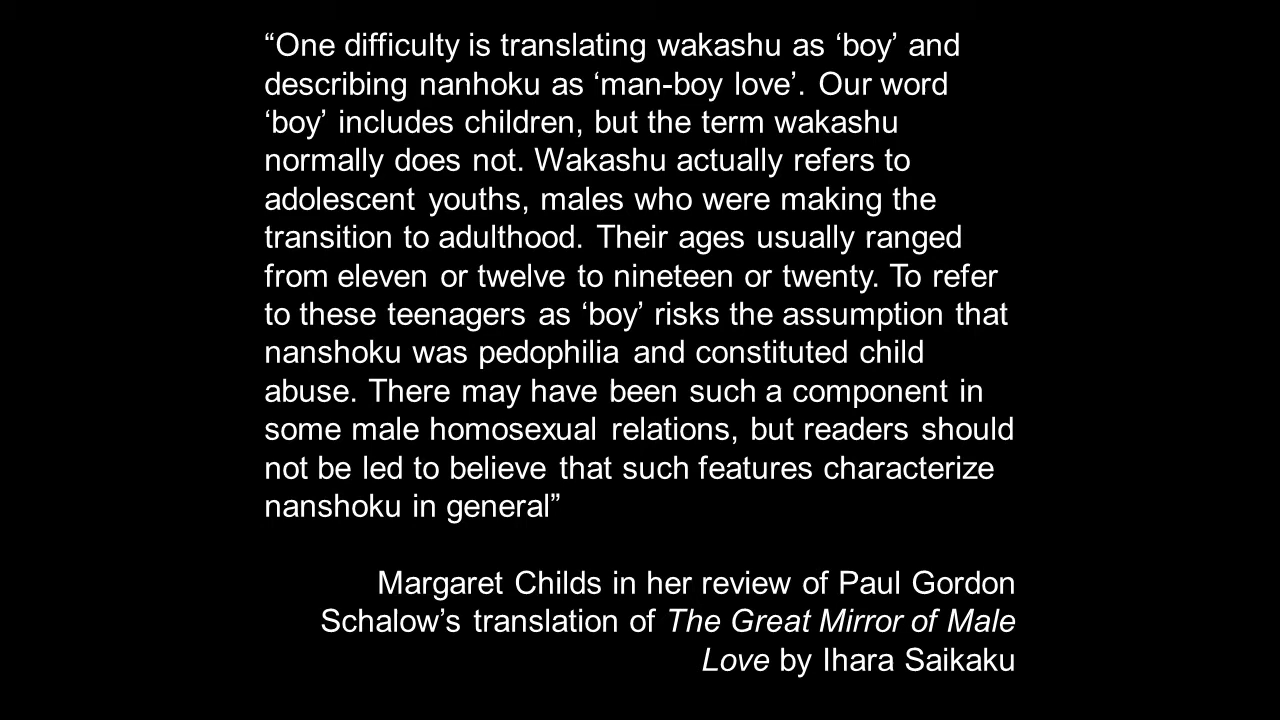 “One difficulty is translating wakashu as ‘boy’ and
describing nanhoku as ‘man-boy love’. Our word
‘boy’ includes children, but the term wakashu
normally does not. Wakashu actually refers to
adolescent youths, males who were making the
transition to adulthood. Their ages usually ranged
from eleven or twelve to nineteen or twenty. To refer
to these teenagers as ‘boy’ risks the assumption that
nanshoku was pedophilia and constituted child
abuse. There may have been such a component in
some male homosexual relations, but readers should
not be led to believe that such features characterize
nanshoku in general”
Margaret Childs in her review of Paul Gordon
Schalow’s translation of The Great Mirror of Male
Love by Ihara Saikaku